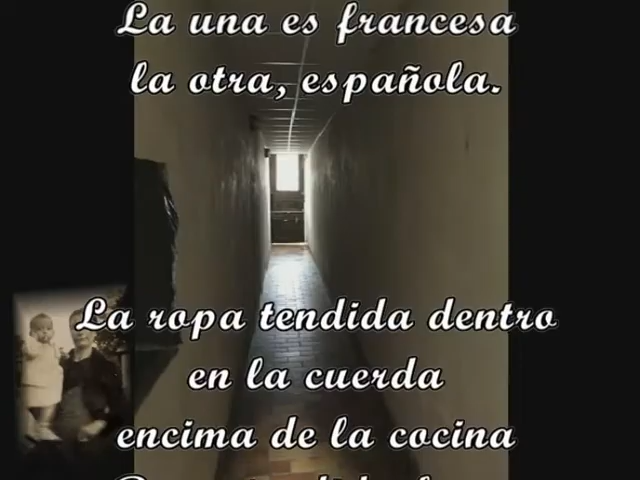 La una es francesa
la otra, española.
La ropa tendida dentro
en la cuerda
encima de la cocina